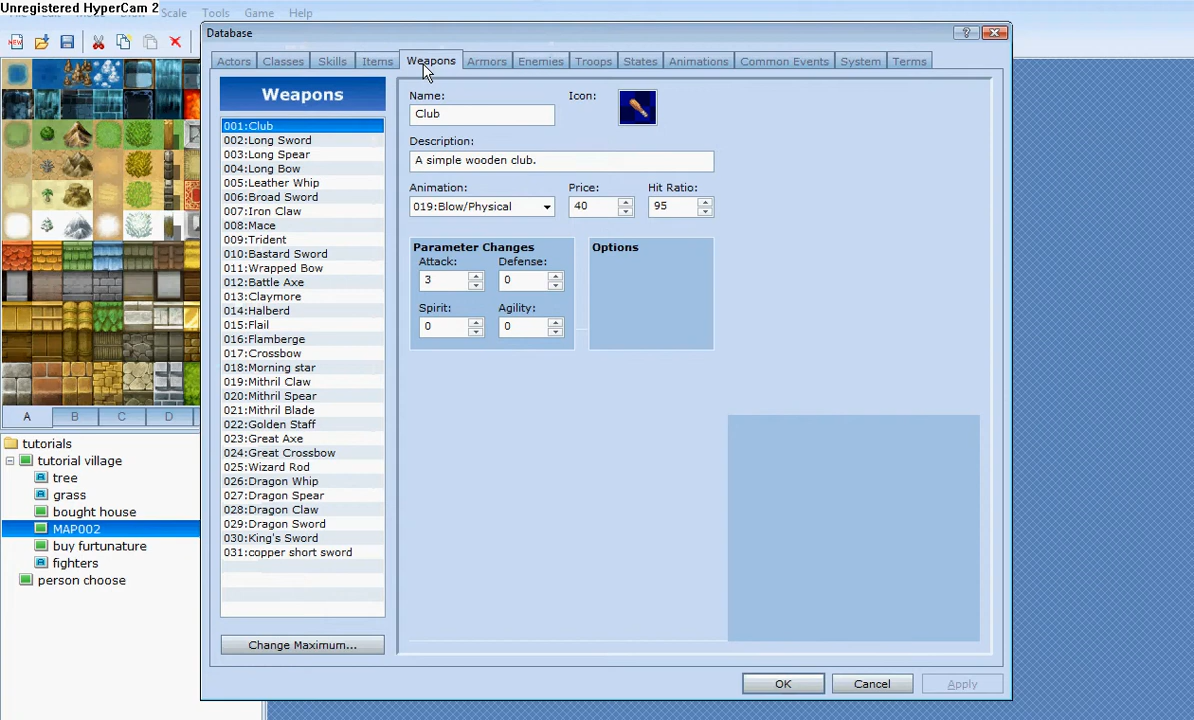 Unregistered HyperCam 2
Scale Tools Game Help
Database
Actors Classes Skills Items Weapons Armors Enemies Troops States Animations Common Events System Terms
Weapons
001:Club
002:Long Sword
003:Long Spear
004:Long Bow
005:Leather Whip
006:Broad Sword
007:Iron Claw
008:Mace
009:Trident
010:Bastard Sword
011:Wrapped Bow
012:Battle Axe
013:Claymore
014:Halberd
015:Flail
016:Flamberge
017:Crossbow
018:Morning star
019:Mithril Claw
020:Mithril Spear
021:Mithril Blade
022:Golden Staff
023:Great Axe
024:Great Crossbow
025:Wizard Rod
026:Dragon Whip
027:Dragon Spear
028:Dragon Claw
029:Dragon Sword
030:King's Sword
031:copper short sword
Change Maximum...
Name: Icon:
Club
Description:
A simple wooden club.
Animation: Price: Hit Ratio:
019:Blow/Physical 40 95
Parameter Changes Options
Attack: Defense:
3 0
Spirit: Agility:
0 0
OK Cancel Apply
NEW
A B C D
tutorials
tutorial village
tree
grass
bought house
MAP002
buy furtunature
fighters
person choose